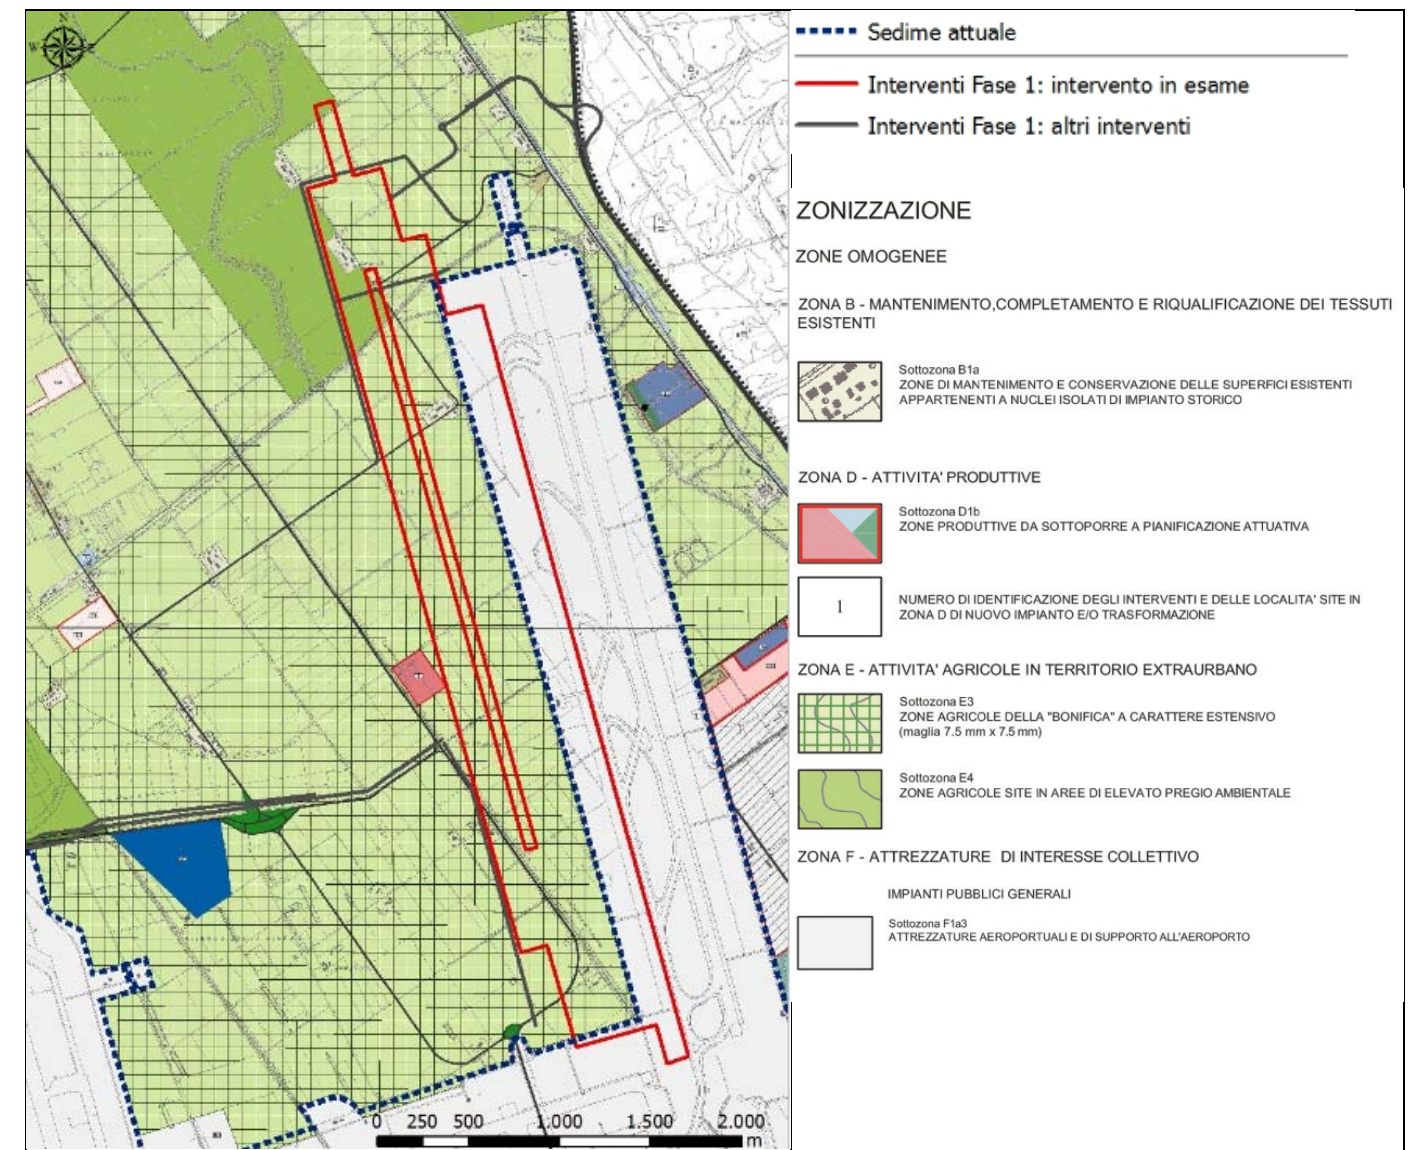 N
W
S
Sedime attuale
Interventi Fase 1: intervento in esame
Interventi Fase 1: altri interventi
ZONIZZAZIONE
ZONE OMOGENEE
ZONA B - MANTENIMENTO,COMPLETAMENTO E RIQUALIFICAZIONE DEI TESSUTI
ESISTENTI
Sottozona B1a
ZONE DI MANTENIMENTO E CONSERVAZIONE DELLE SUPERFICI ESISTENTI
APPARTENENTI A NUCLEI ISOLATI DI IMPIANTO STORICO
ZONA D - ATTIVITA' PRODUTTIVE
Sottozona D1b
ZONE PRODUTTIVE DA SOTTOPORRE A PIANIFICAZIONE ATTUATIVA
1
NUMERO DI IDENTIFICAZIONE DEGLI INTERVENTI E DELLE LOCALITA' SITE IN
ZONA D DI NUOVO IMPIANTO E/O TRASFORMAZIONE
ZONA E - ATTIVITA' AGRICOLE IN TERRITORIO EXTRAURBANO
Sottozona E3
ZONE AGRICOLE DELLA "BONIFICA" A CARATTERE ESTENSIVO
(maglia 7.5 mm x 7.5 mm)
Sottozona E4
ZONE AGRICOLE SITE IN AREE DI ELEVATO PREGIO AMBIENTALE
ZONA F - ATTREZZATURE DI INTERESSE COLLETTIVO
IMPIANTI PUBBLICI GENERALI
Sottozona F1a3
ATTREZZATURE AEROPORTUALI E DI SUPPORTO ALL'AEROPORTO
0 250 500 1.000 1.500 2.000
m